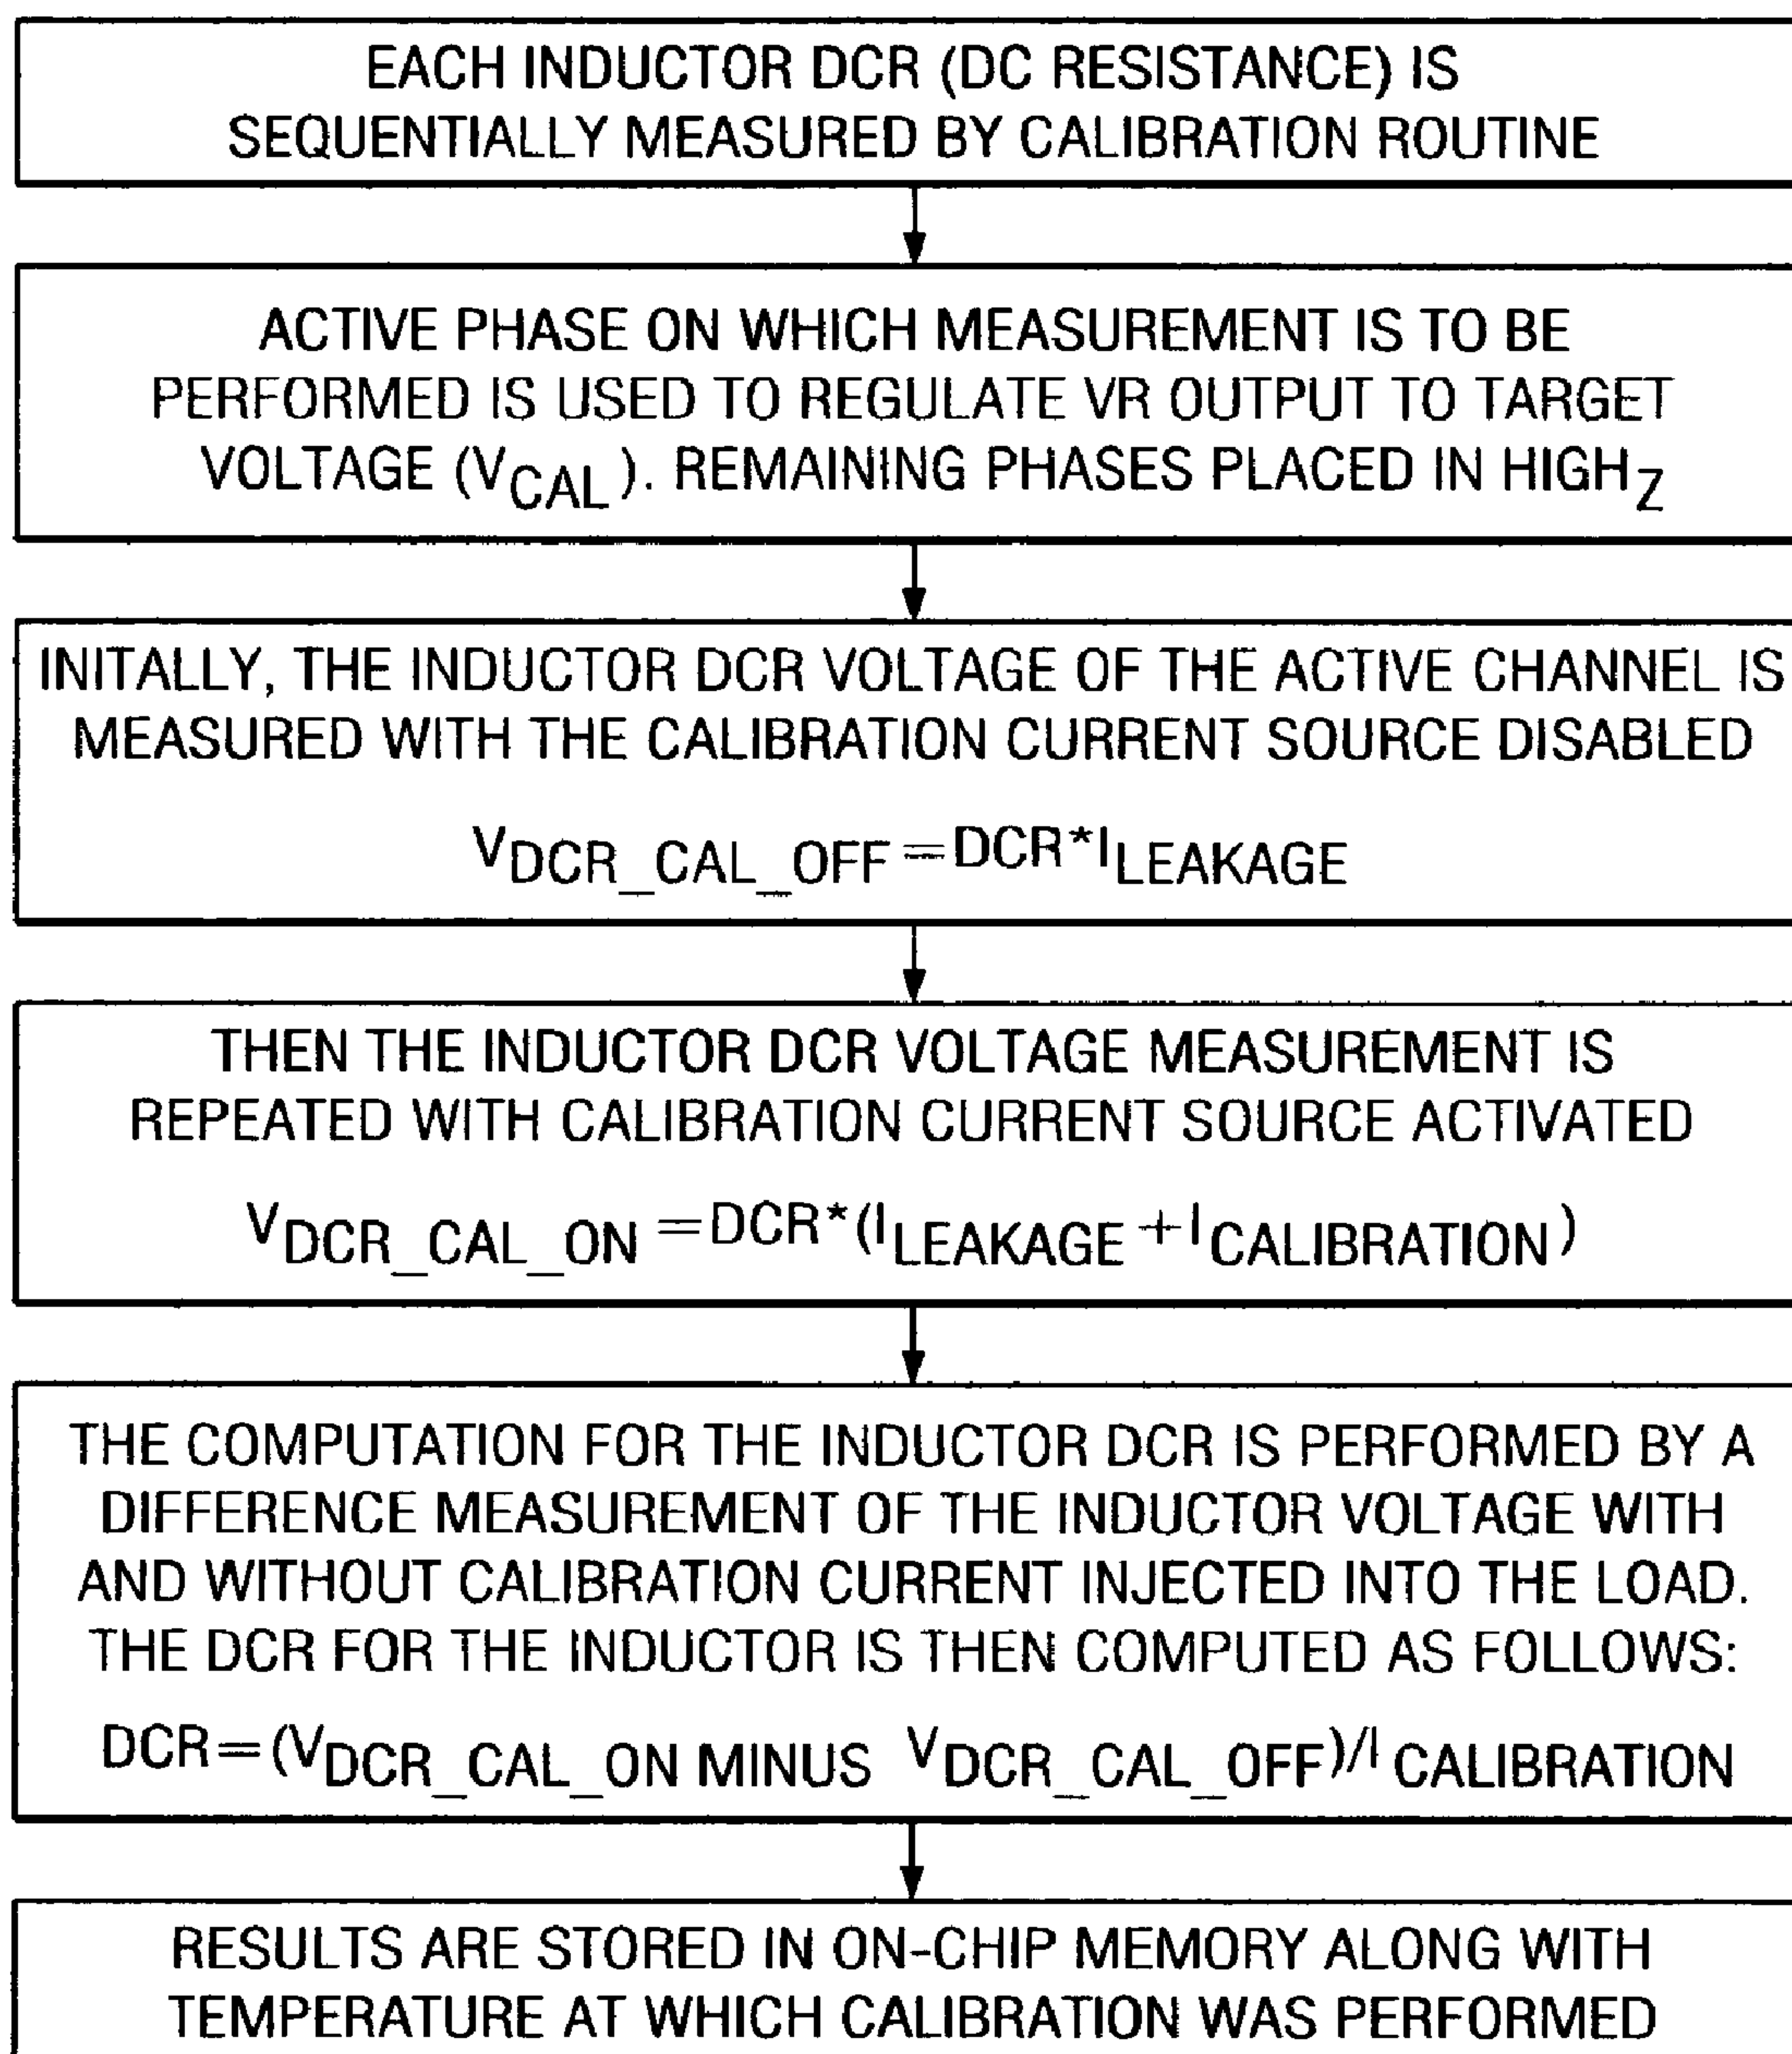 EACH INDUCTOR DCR (DC RESISTANCE) IS
SEQUENTIALLY MEASURED BY CALIBRATION ROUTINE
ACTIVE PHASE ON WHICH MEASUREMENT IS TO BE
PERFORMED IS USED TO REGULATE VR OUTPUT TO TARGET
VOLTAGE (VCAL). REMAINING PHASES PLACED IN HIGHZ
INITALLY, THE INDUCTOR DCR VOLTAGE OF THE ACTIVE CHANNEL IS
MEASURED WITH THE CALIBRATION CURRENT SOURCE DISABLED
VDCR_CAL_OFF=DCR*ILEAKAGE
THEN THE INDUCTOR DCR VOLTAGE MEASUREMENT IS
REPEATED WITH CALIBRATION CURRENT SOURCE ACTIVATED
VDCR_CAL_ON=DCR*(ILEAKAGE+ICALIBRATION)
THE COMPUTATION FOR THE INDUCTOR DCR IS PERFORMED BY A
DIFFERENCE MEASUREMENT OF THE INDUCTOR VOLTAGE WITH
AND WITHOUT CALIBRATION CURRENT INJECTED INTO THE LOAD.
THE DCR FOR THE INDUCTOR IS THEN COMPUTED AS FOLLOWS:
DCR=(VDCR_CAL_ON MINUS VDCR_CAL_OFF)/ICALIBRATION
RESULTS ARE STORED IN ON-CHIP MEMORY ALONG WITH
TEMPERATURE AT WHICH CALIBRATION WAS PERFORMED